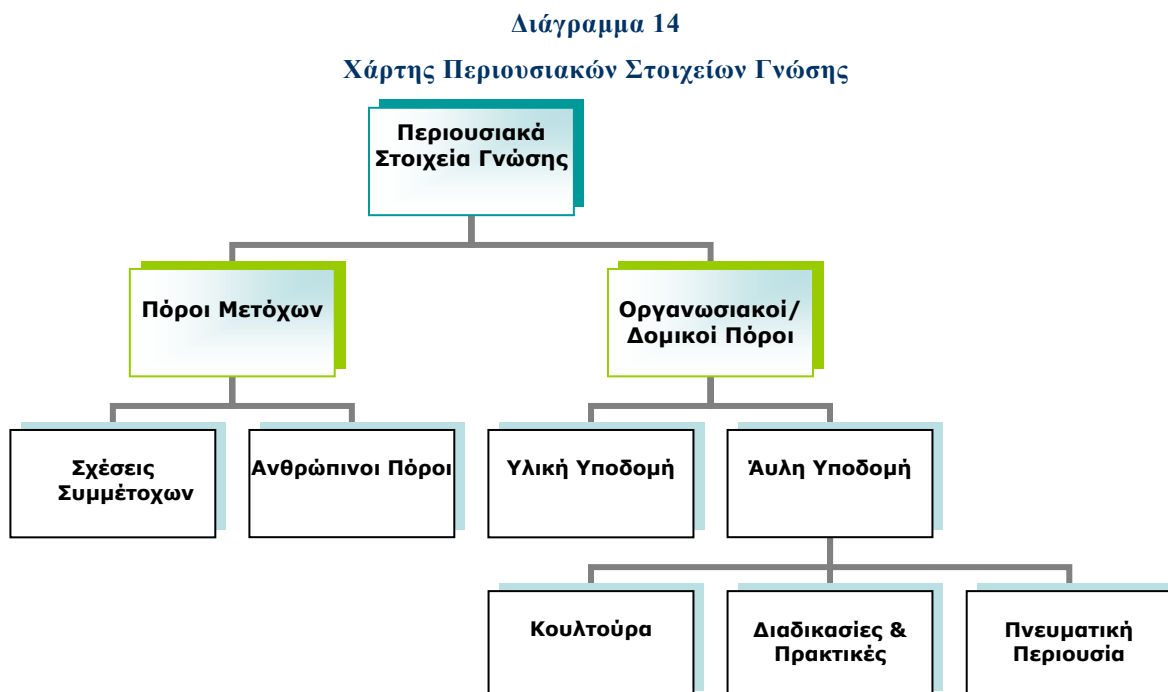 Διάγραμμα 14
Χάρτης Περιουσιακών Στοιχείων Γνώσης
Περιουσιακά
Στοιχεία Γνώσης
Πόροι Μετόχων
Οργανωσιακοί/
Δομικοί Πόροι
Σχέσεις
Συμμέτοχων
Ανθρώπινοι Πόροι
Υλική Υποδομή
Άυλη Υποδομή
Κουλτούρα
Διαδικασίες &
Πρακτικές
Πνευματική
Περιουσία